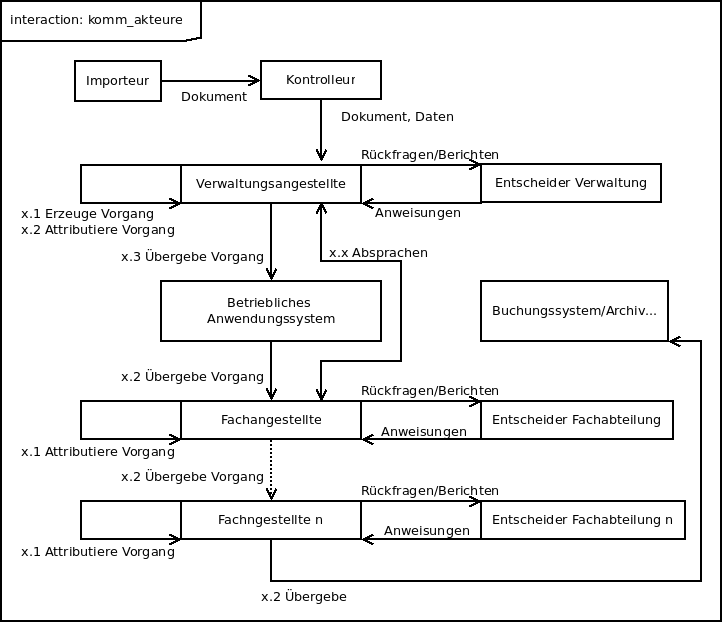 interaction: komm_akteure
Importeur
Kontrolleur
Dokument
Dokument, Daten
Rückfragen/Berichten
Verwaltungsangestellte
Entscheider Verwaltung
x.1 Erzeuge Vorgang
Anweisungen
x.2 Attributiere Vorgang
x.3 Übergebe Vorgang
x.x Absprachen
Betriebliches
Anwendungssystem
Buchungssystem/Archiv...
x.2 Übergebe Vorgang
Rückfragen/Berichten
Fachangestellte
Entscheider Fachabteilung
Anweisungen
x.1 Attributiere Vorgang
x.2 Übergebe Vorgang
Rückfragen/Berichten
Fachngestellte n
Entscheider Fachabteilung n
Anweisungen
x.1 Attributiere Vorgang
x.2 Übergebe